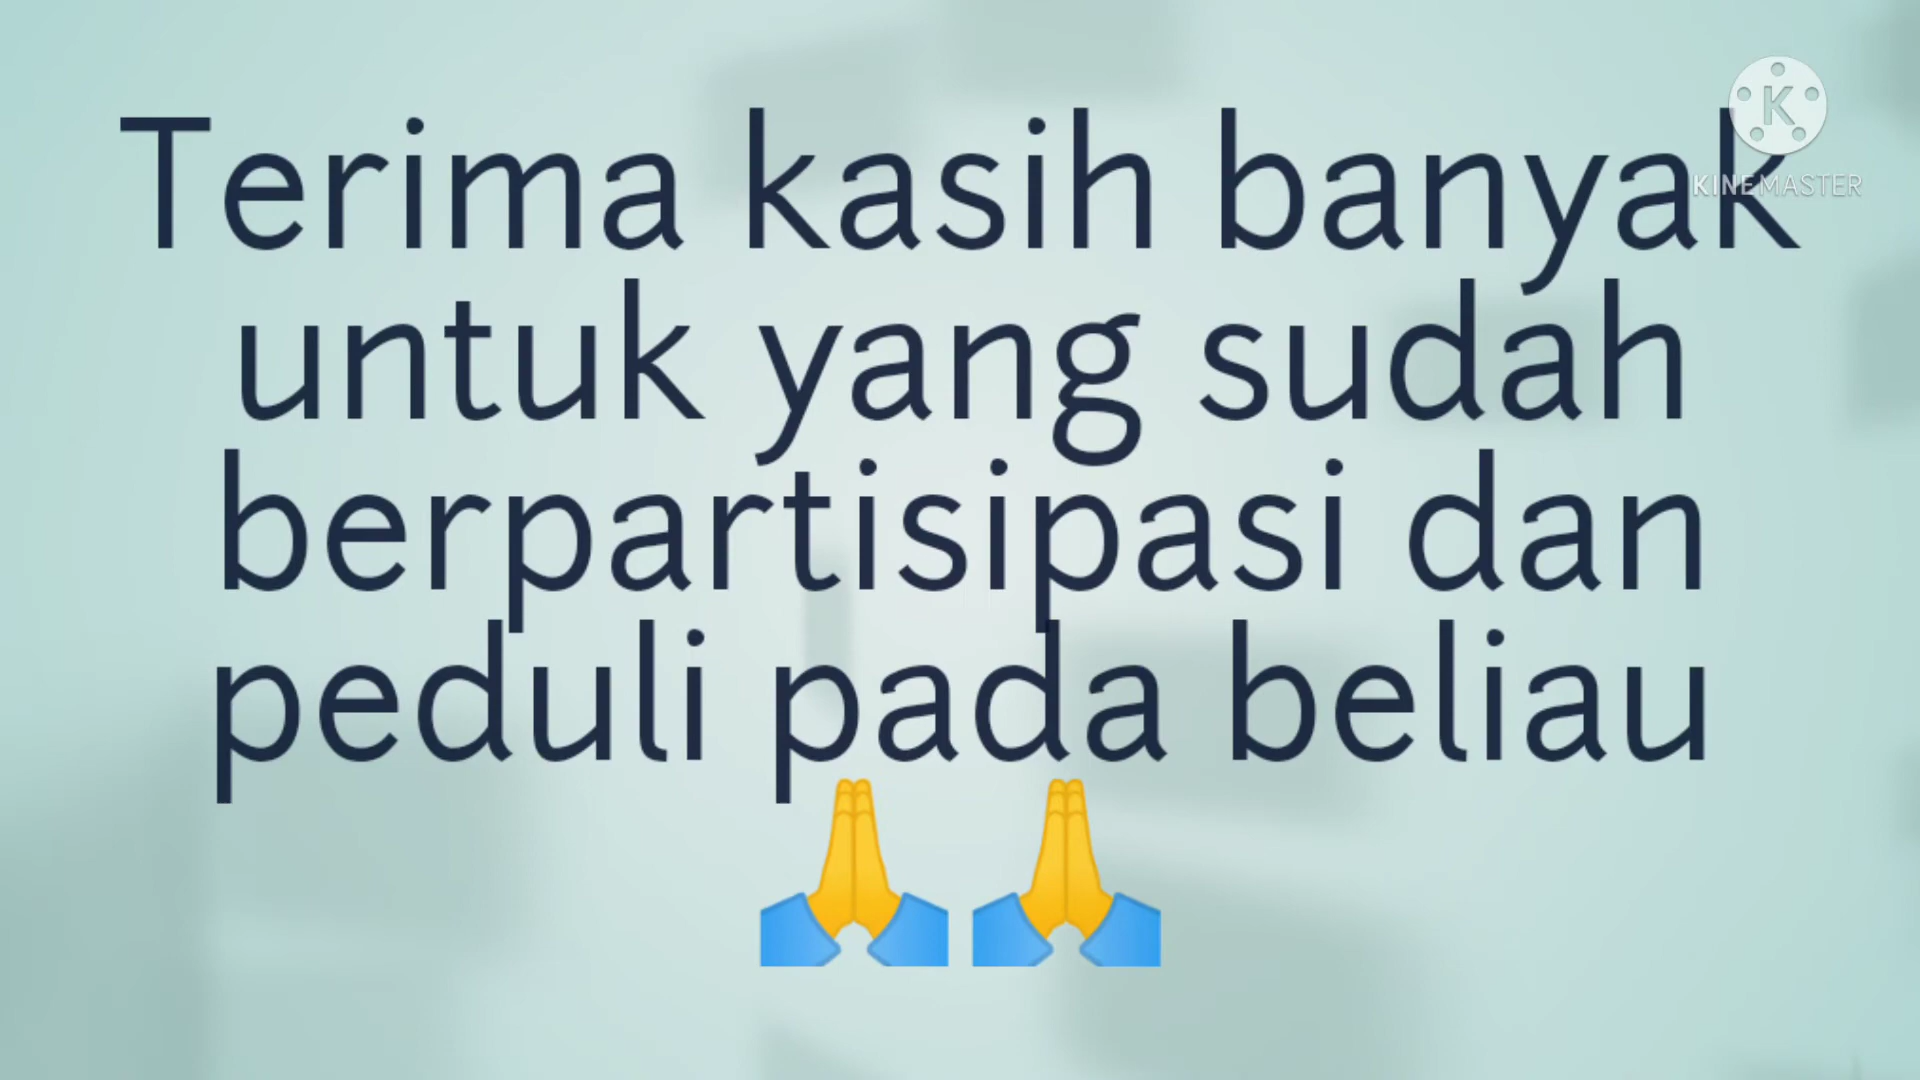 Terima kasih banyak
untuk yang sudah
berpartisipasi dan
peduli pada beliau
🙏🙏
K
KINEMASTER